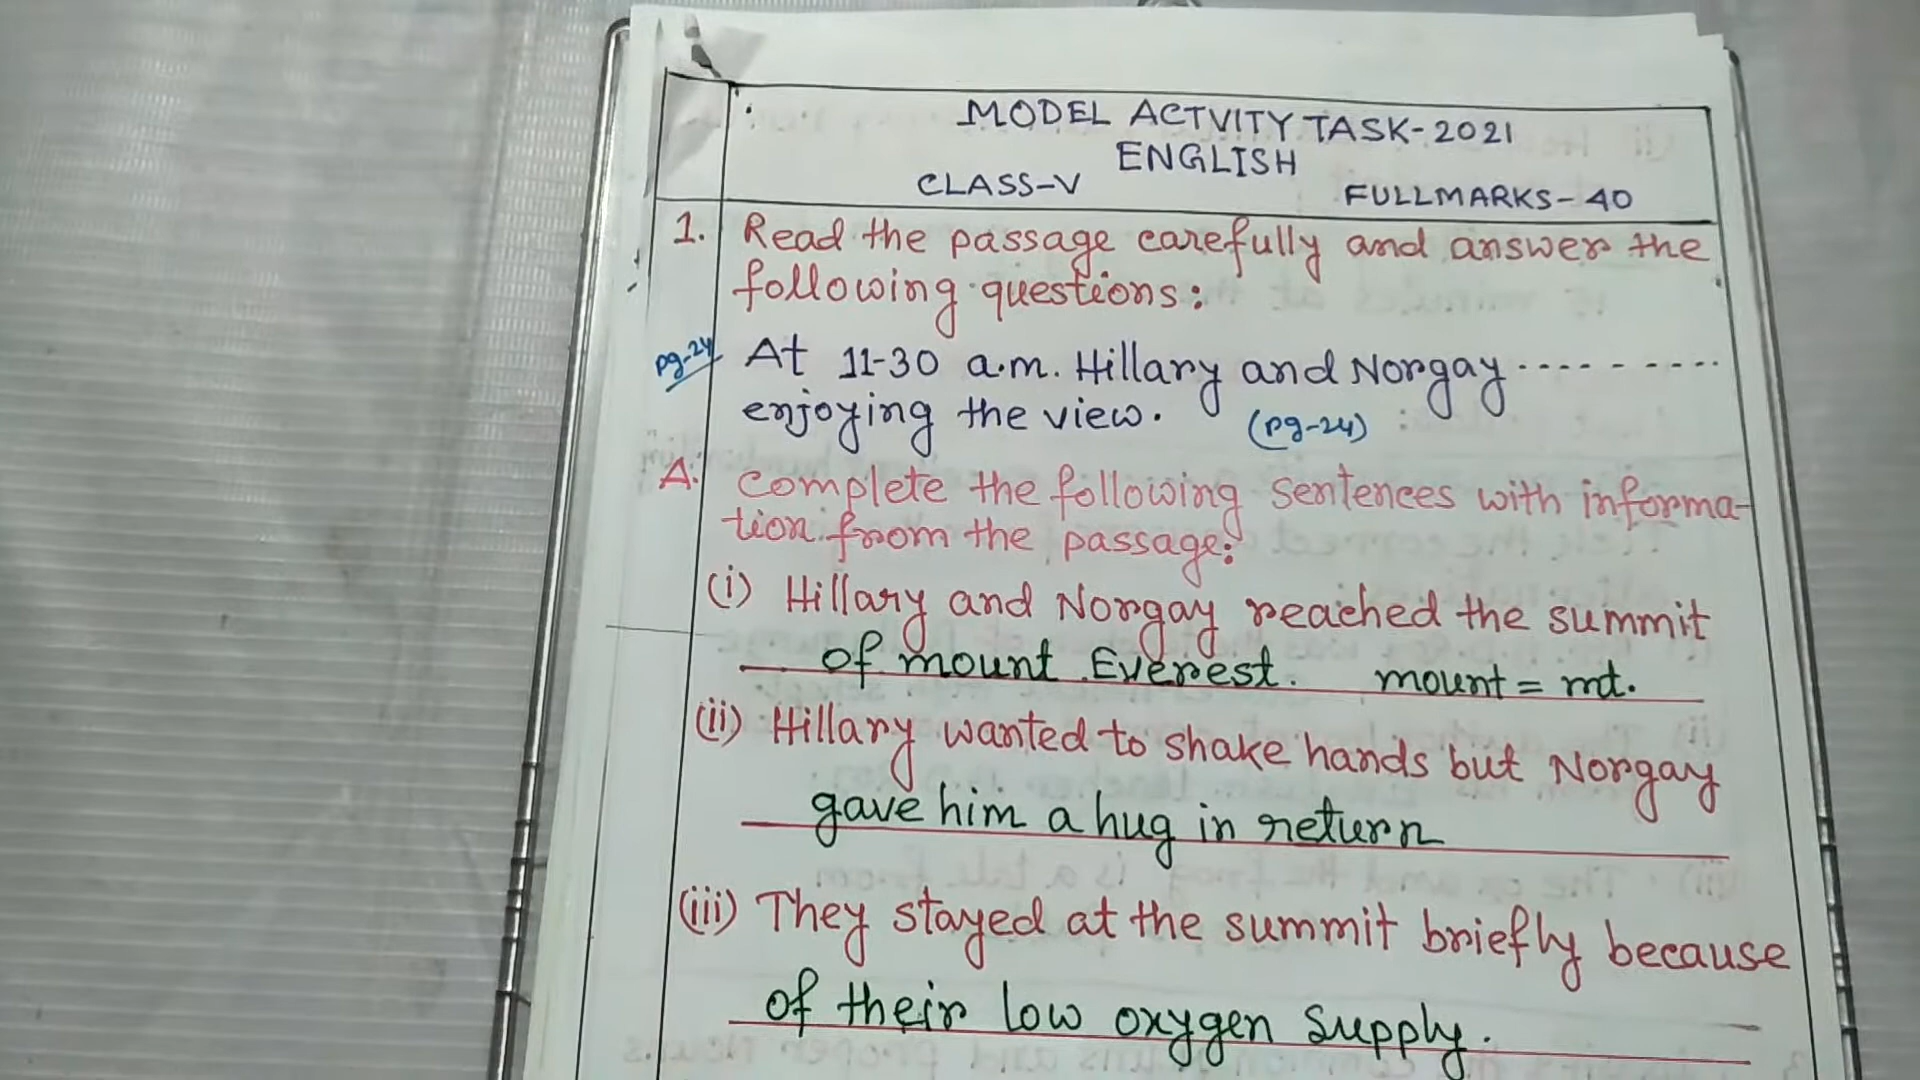 MODEL ACTVITY TASK-2021
ENGLISH
CLASS-V
FULLMARKS-40
1. Read the passage carefully and answer the
following questions:
pg-24 At 11-30 a.m. Hillary and Norgay ----------
enjoying the view. (pg-24)
A. Complete the following sentences with informa-
tion from the passage:
(i) Hillary and Norgay reached the summit
of mount Everest. mount = mt.
(ii) Hillary wanted to shake hands but Norgay
gave him a hug in return
(iii) They stayed at the summit briefly because
of their low oxygen supply.